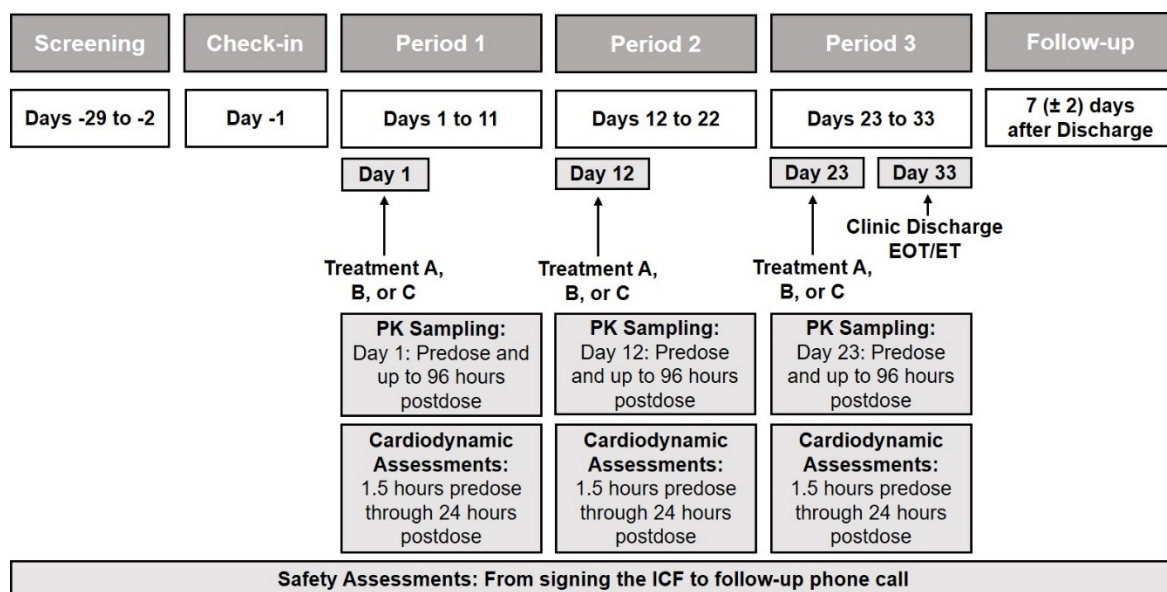 Screening
Check-in
Period 1
Period 2
Period 3
Follow-up
Days -29 to -2
Day -1
Days 1 to 11
Days 12 to 22
Days 23 to 33
7 (± 2) days
after Discharge
Day 1
Day 12
Day 23
Day 33
Clinic Discharge
EOT/ET
Treatment A,
B, or C
Treatment A,
B, or C
Treatment A,
B, or C
PK Sampling:
Day 1: Predose and
up to 96 hours
postdose
PK Sampling:
Day 12: Predose
and up to 96 hours
postdose
PK Sampling:
Day 23: Predose
and up to 96 hours
postdose
Cardiodynamic
Assessments:
1.5 hours predose
through 24 hours
postdose
Cardiodynamic
Assessments:
1.5 hours predose
through 24 hours
postdose
Cardiodynamic
Assessments:
1.5 hours predose
through 24 hours
postdose
Safety Assessments: From signing the ICF to follow-up phone call